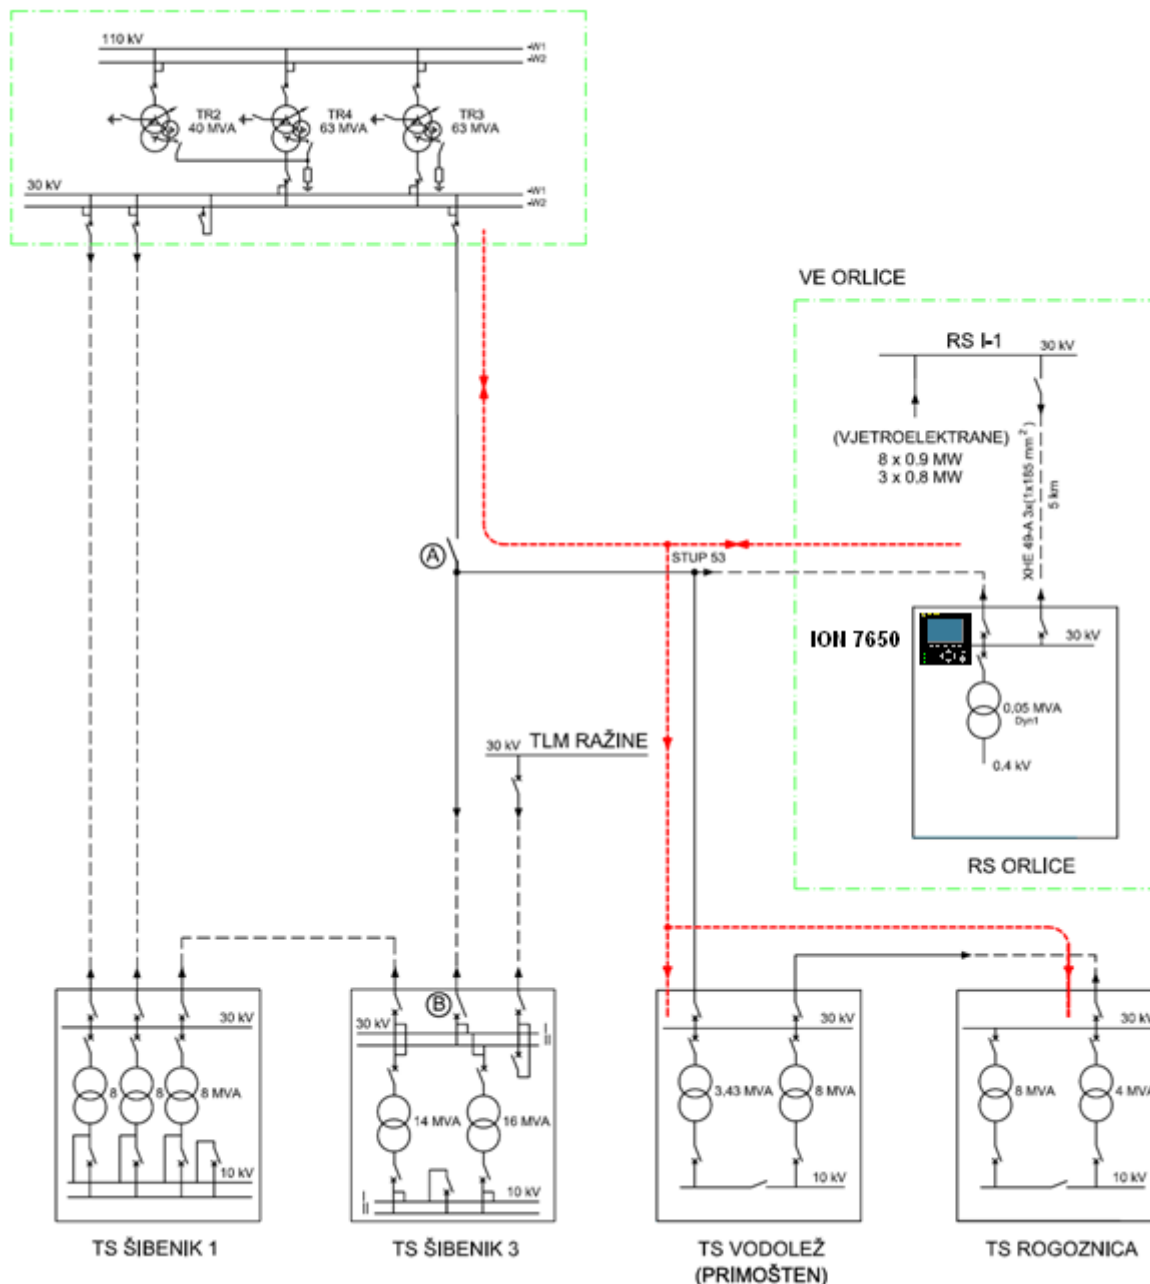 110 kV
-W1
-W2
TR2
40 MVA
TR4
63 MVA
TR3
63 MVA
30 kV
-W1
-W2
VE ORLICE
RS I-1
30 kV
(VJETROELEKTRANE)
8 x 0.9 MW
3 x 0.8 MW
XHE 49-A 3x(1x185 mm²)
5 km
A
STUP 53
ION 7650
30 kV
0,05 MVA
Dyn1
0.4 kV
RS ORLICE
30 kV
TLM RAŽINE
30 kV
8
8
8 MVA
10 kV
TS ŠIBENIK 1
B
30 kV
I
II
14 MVA
16 MVA
I
II
10 kV
TS ŠIBENIK 3
30 kV
3,43 MVA
8 MVA
10 kV
TS VODOLEŽ
(PRIMOŠTEN)
30 kV
8 MVA
4 MVA
10 kV
TS ROGOZNICA